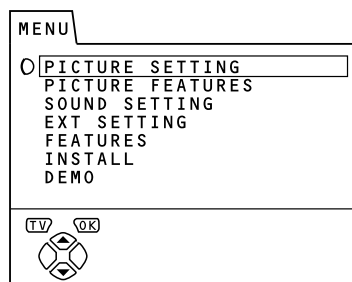 MENU
PICTURE SETTING
PICTURE FEATURES
SOUND SETTING
EXT SETTING
FEATURES
INSTALL
DEMO
TV OK